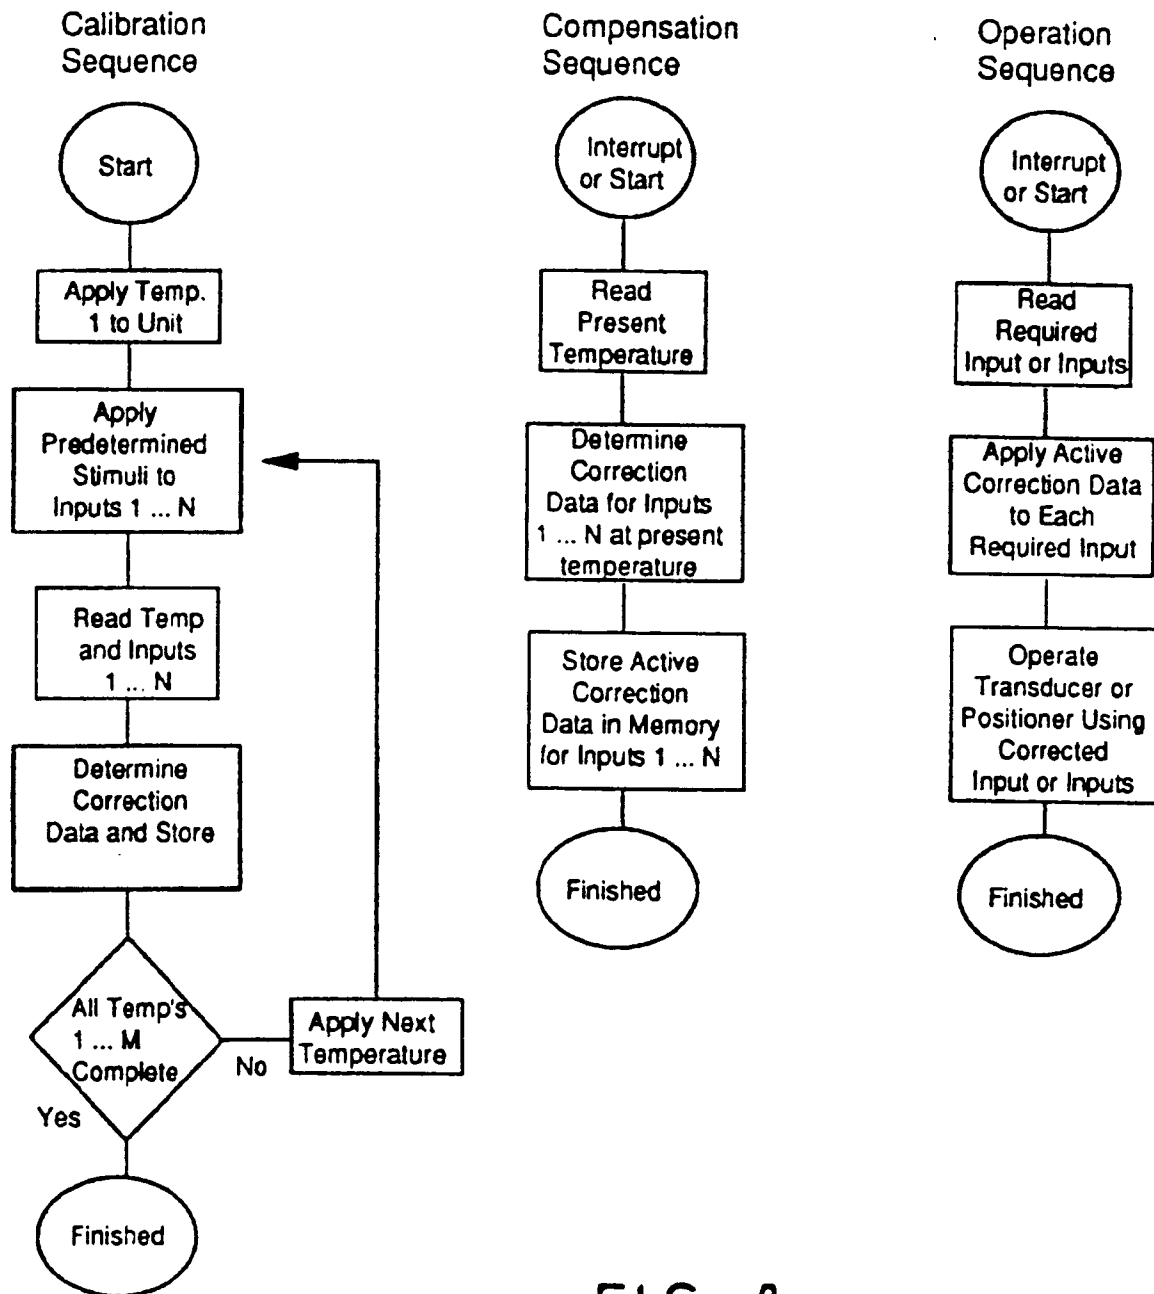 Calibration
Sequence
Start
Apply Temp.
1 to Unit
Apply
Predetermined
Stimuli to
Inputs 1 ... N
Read Temp
and Inputs
1 ... N
Determine
Correction
Data and Store
All Temp's
1 ... M
Complete
No
Apply Next
Temperature
Yes
Finished
Compensation
Sequence
Interrupt
or Start
Read
Present
Temperature
Determine
Correction
Data for Inputs
1 ... N at present
temperature
Store Active
Correction
Data in Memory
for Inputs 1 ... N
Finished
Operation
Sequence
Interrupt
or Start
Read
Required
Input or Inputs
Apply Active
Correction Data
to Each
Required Input
Operate
Transducer or
Positioner Using
Corrected
Input or Inputs
Finished